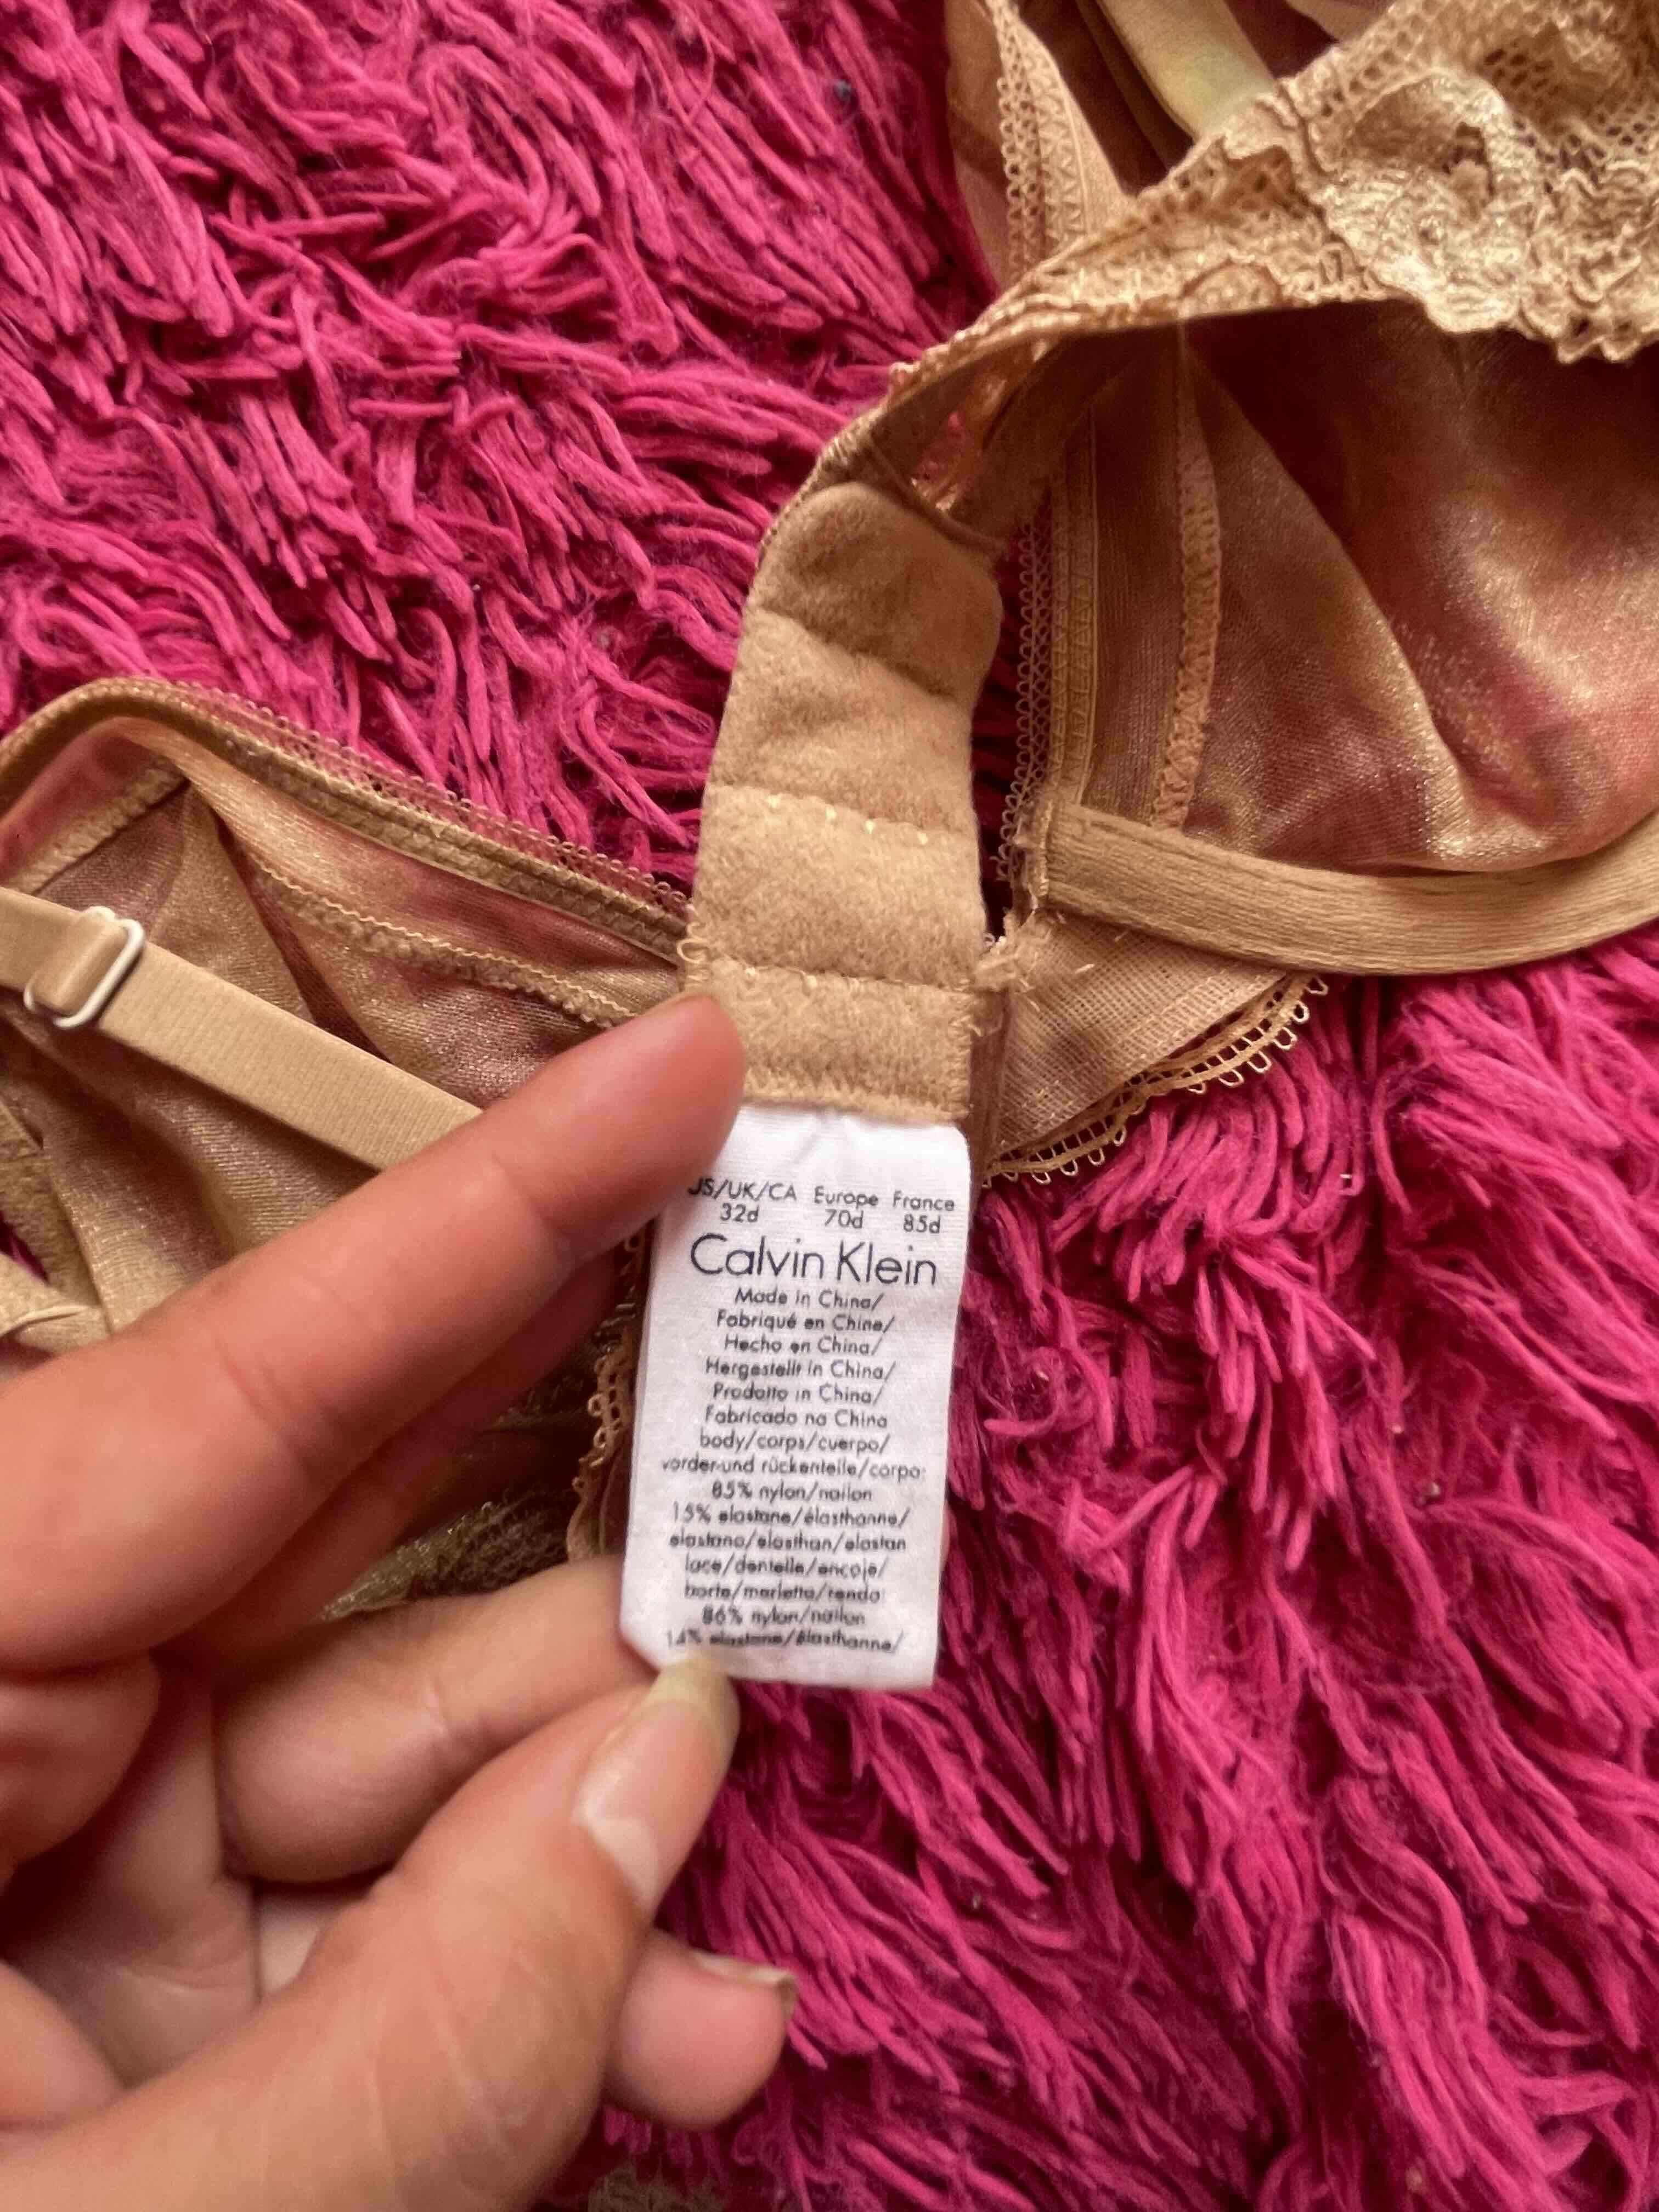 US/UK/CA Europe France
32d 70d 85d
Calvin Klein
Made in China/
Fabriqué en Chine/
Hecho en China/
Hergestellt in China/
Prodotto in China/
Fabricado na China
body/corps/cuerpo/
vorder-und rückenteile/corpo:
85% nylon/nailon
15% elastane/élasthanne/
elastano/elasthan/elastan
lace/dentelle/encaje/
borte/merletto/renda:
86% nylon/nailon
14% elastane/élasthanne/